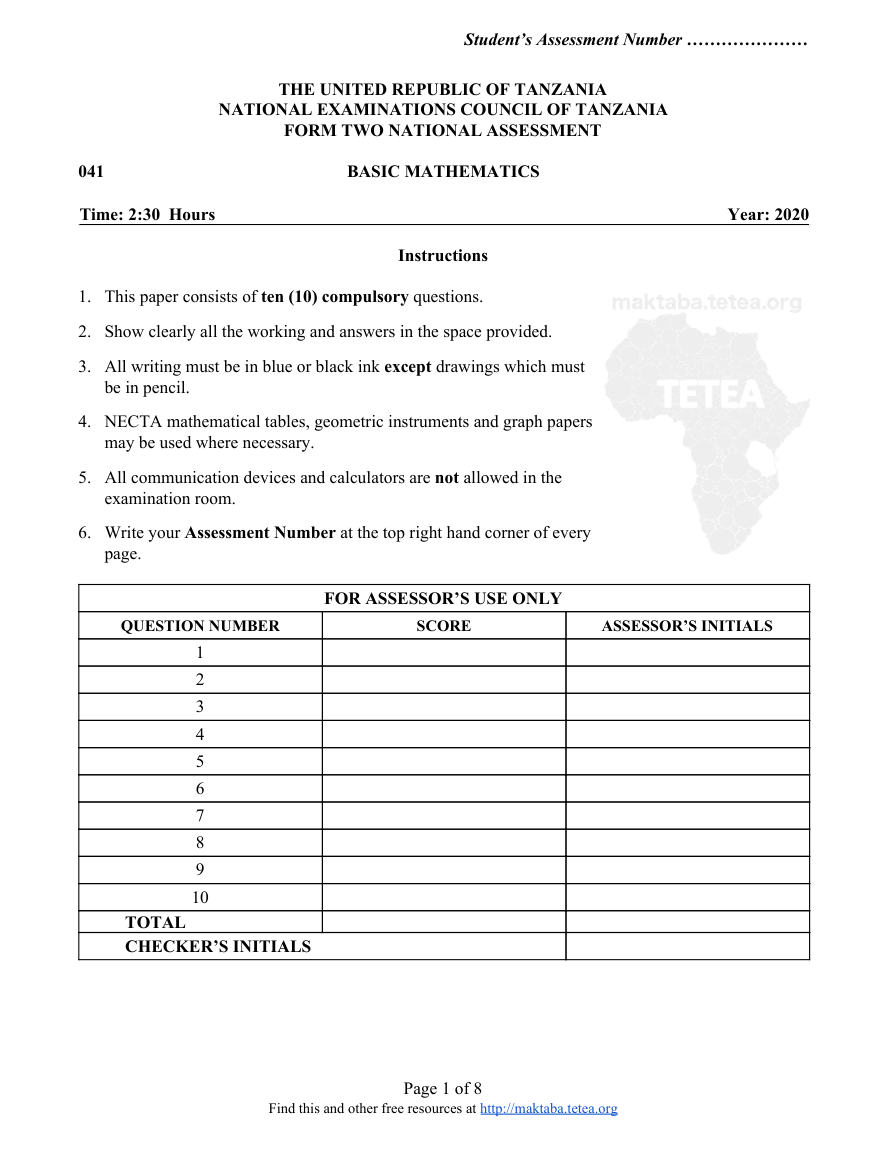 Student's Assessment Number …………………
THE UNITED REPUBLIC OF TANZANIA
NATIONAL EXAMINATIONS COUNCIL OF TANZANIA
FORM TWO NATIONAL ASSESSMENT
041 BASIC MATHEMATICS
Time: 2:30 Hours Year: 2020
Instructions
1. This paper consists of ten (10) compulsory questions.
maktaba.tetea.org
2. Show clearly all the working and answers in the space provided.
3. All writing must be in blue or black ink except drawings which must
be in pencil.
TETEA
4. NECTA mathematical tables, geometric instruments and graph papers
may be used where necessary.
5. All communication devices and calculators are not allowed in the
examination room.
6. Write your Assessment Number at the top right hand corner of every
page.
FOR ASSESSOR'S USE ONLY
QUESTION NUMBER SCORE ASSESSOR'S INITIALS
1
2
3
4
5
6
7
8
9
10
TOTAL
CHECKER'S INITIALS
Page 1 of 8
Find this and other free resources at http://maktaba.tetea.org